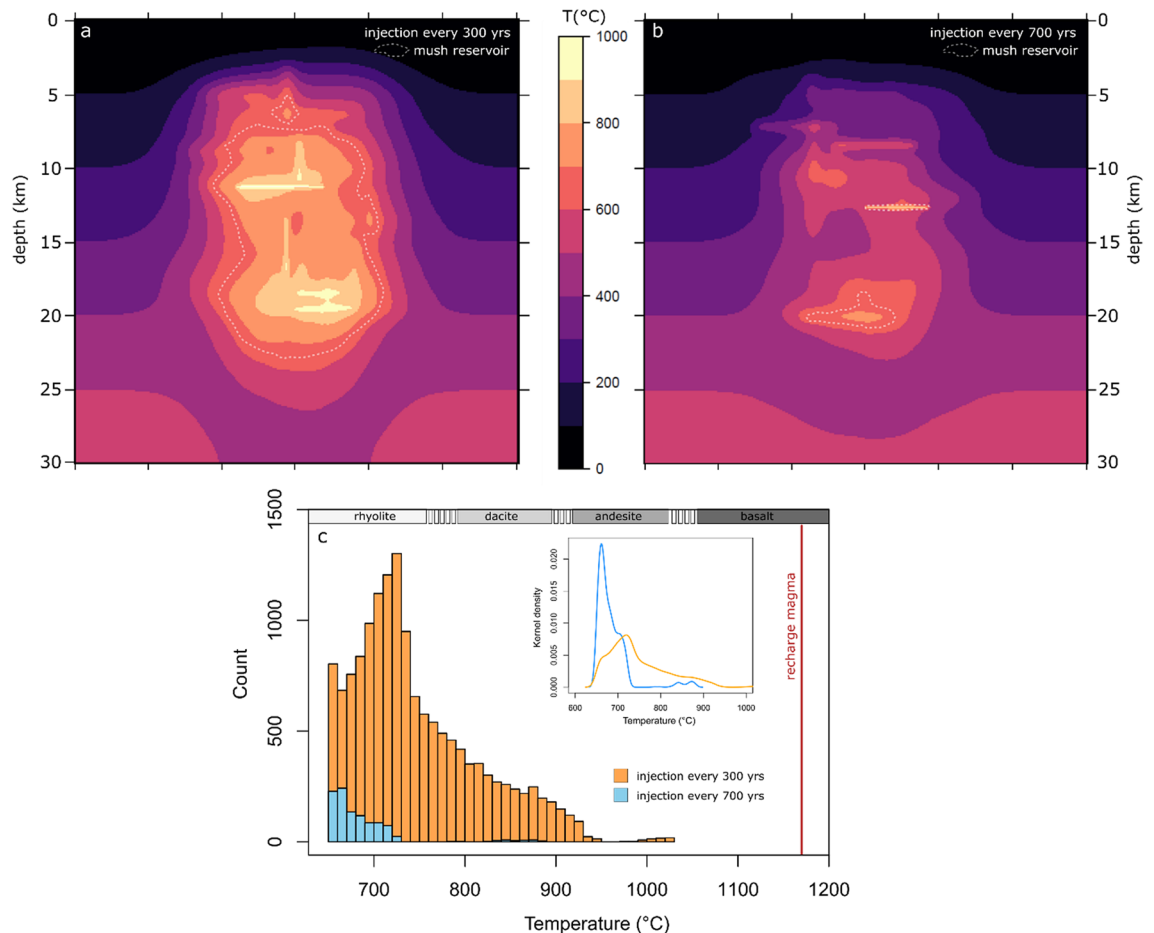 a
injection every 300 yrs
mush reservoir
0
5
10
15
20
25
30
depth (km)
T(°C)
1000
800
600
400
200
0
b
injection every 700 yrs
mush reservoir
0
5
10
15
20
25
30
depth (km)
c
rhyolite
dacite
andesite
basalt
1500
1000
500
0
Count
Kernel density
0.020
0.015
0.010
0.005
0.000
600
700
800
900
1000
Temperature (°C)
recharge magma
injection every 300 yrs
injection every 700 yrs
700
800
900
1000
1100
1200
Temperature (°C)